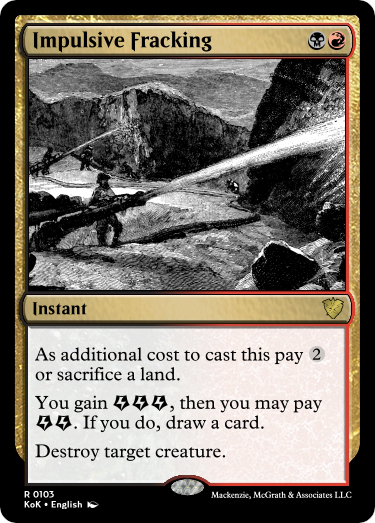 Impulsive Fracking
Instant
As additional cost to cast this pay 2
or sacrifice a land.
You gain , then you may pay
. If you do, draw a card.
Destroy target creature.
R 0103
KoK • English
Mackenzie, McGrath & Associates LLC